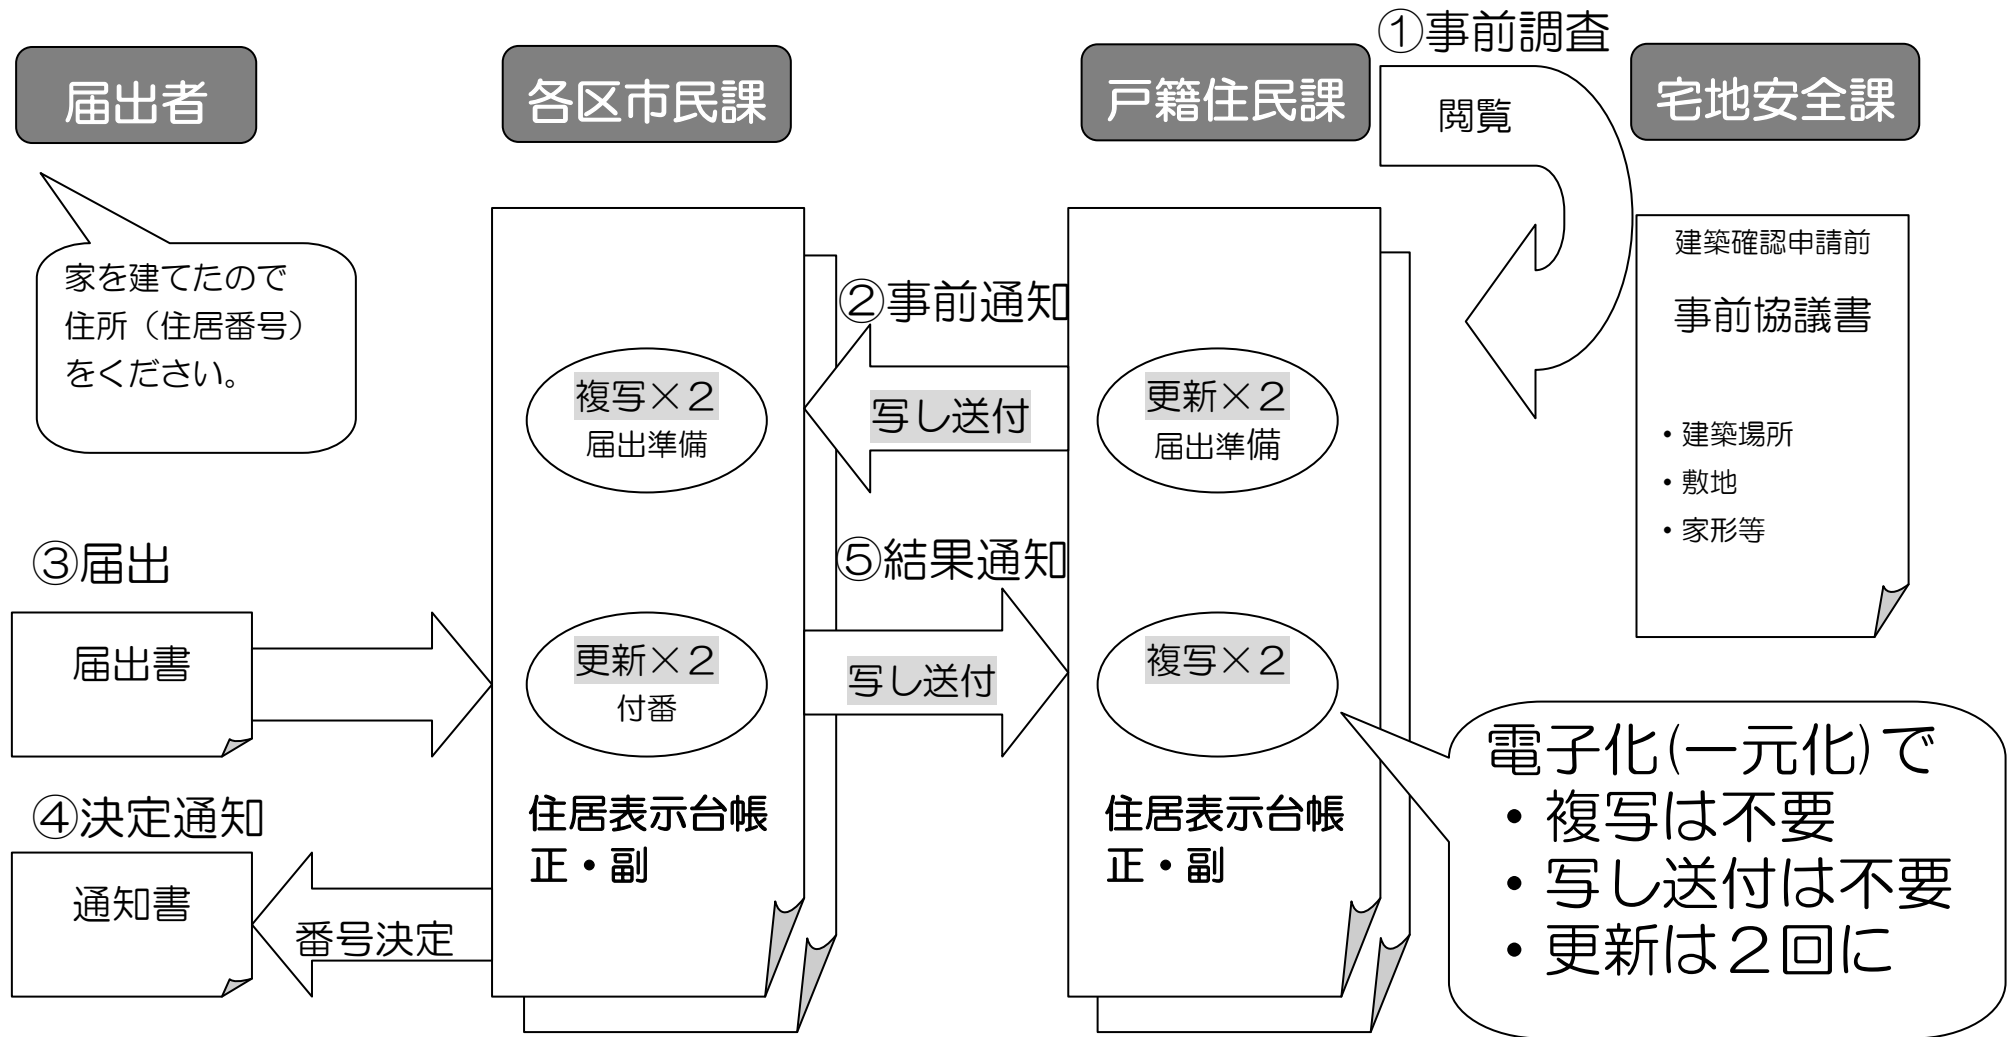 ①事前調査
届出者
各区市民課
戸籍住民課
宅地安全課
閲覧
家を建てたので
住所（住居番号）
をください。
建築確認申請前
事前協議書
・建築場所
・敷地
・家形等
②事前通知
複写×２
届出準備
写し送付
更新×２
届出準備
③届出
届出書
⑤結果通知
更新×２
付番
写し送付
複写×２
④決定通知
通知書
番号決定
住居表示台帳
正・副
住居表示台帳
正・副
電子化(一元化)で
・複写は不要
・写し送付は不要
・更新は２回に